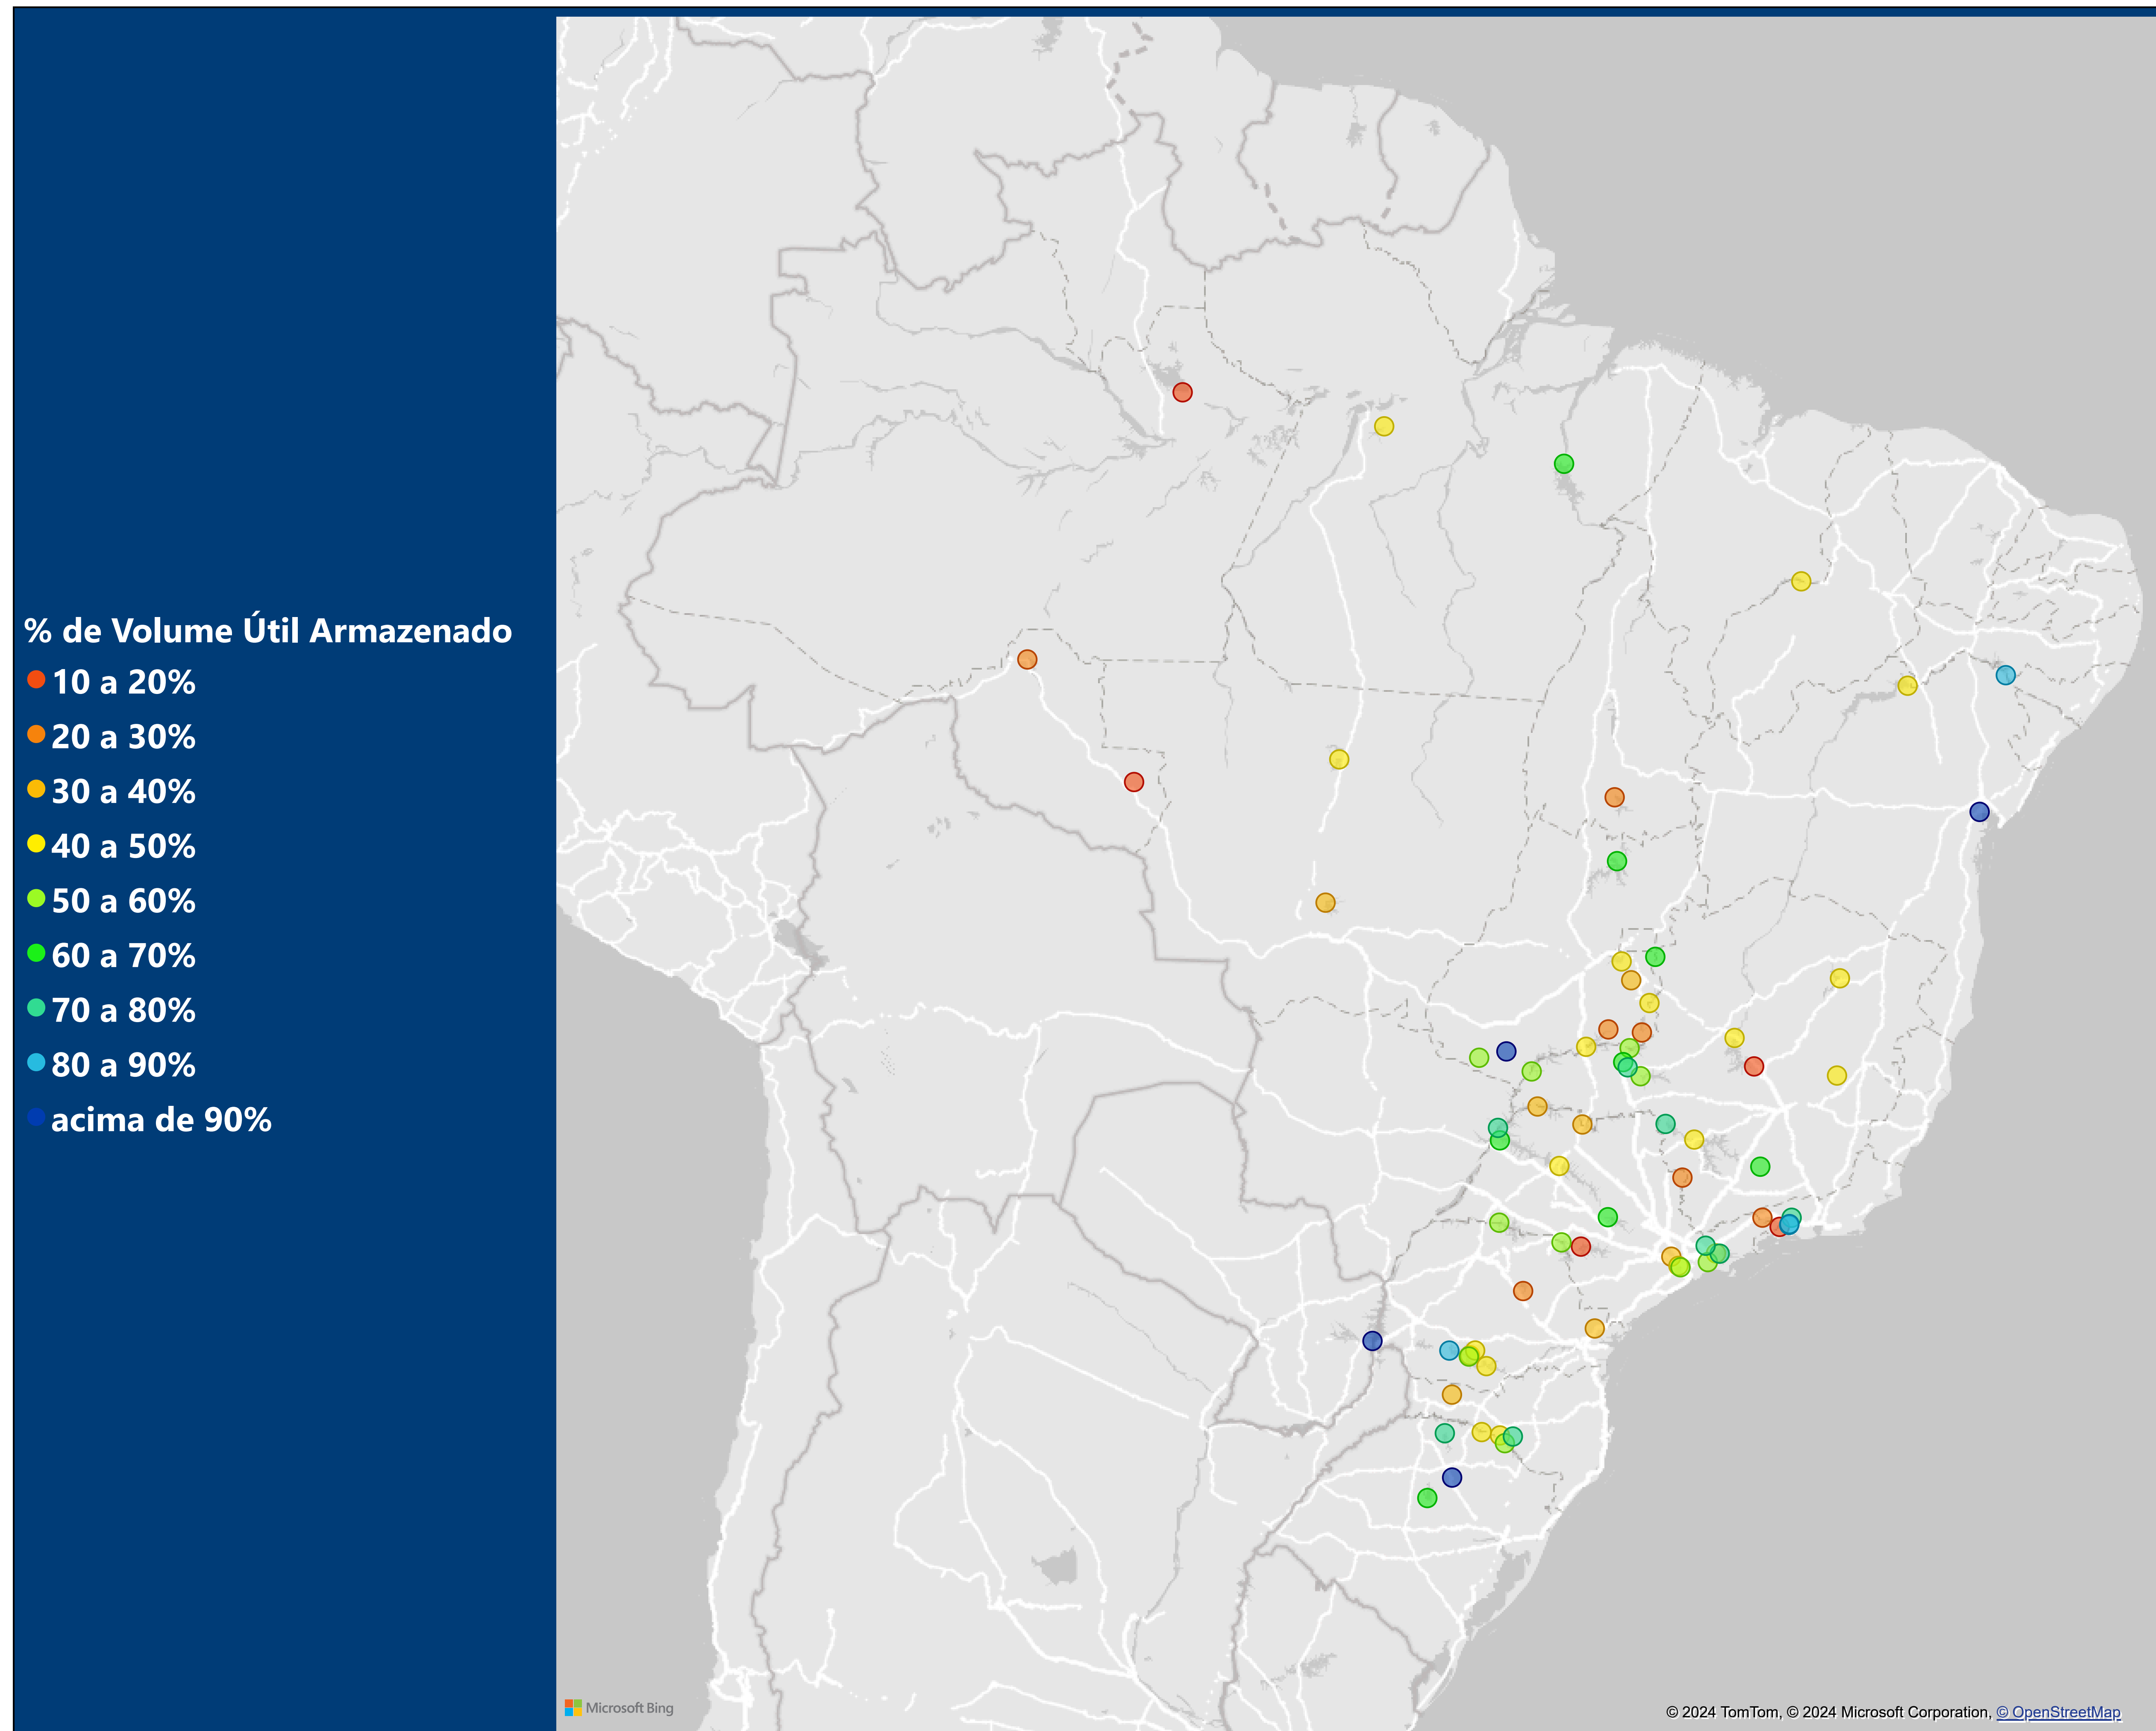 % de Volume Útil Armazenado
10 a 20%
20 a 30%
30 a 40%
40 a 50%
50 a 60%
60 a 70%
70 a 80%
80 a 90%
acima de 90%
Microsoft Bing
© 2024 TomTom, © 2024 Microsoft Corporation, © OpenStreetMap